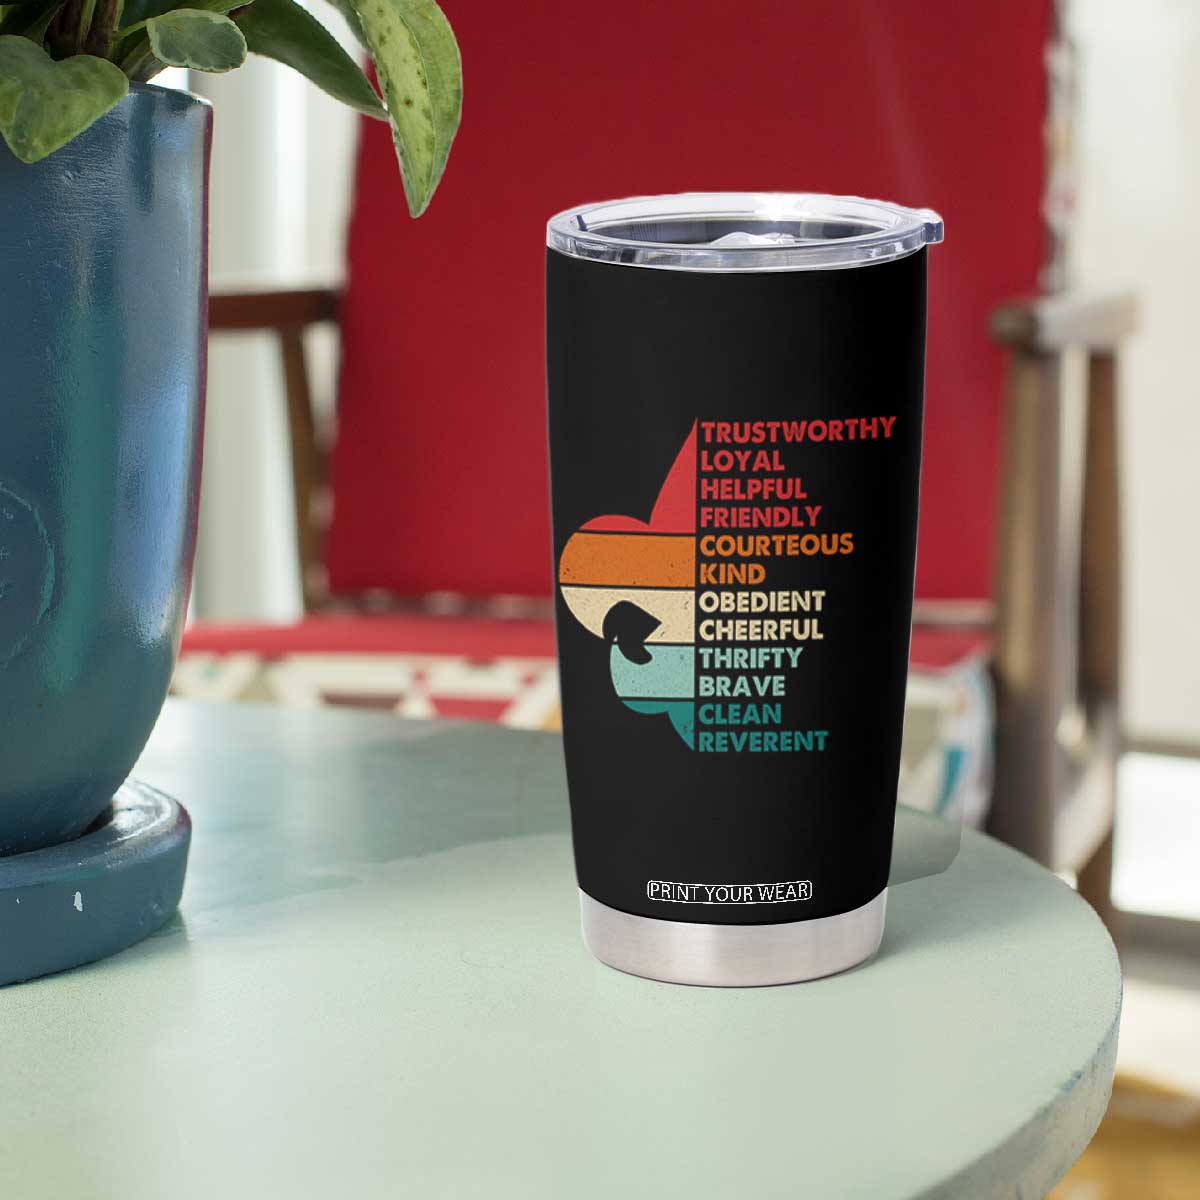 TRUSTWORTHY
LOYAL
HELPFUL
FRIENDLY
COURTEOUS
KIND
OBEDIENT
CHEERFUL
THRIFTY
BRAVE
CLEAN
REVERENT
PRINT YOUR WEAR